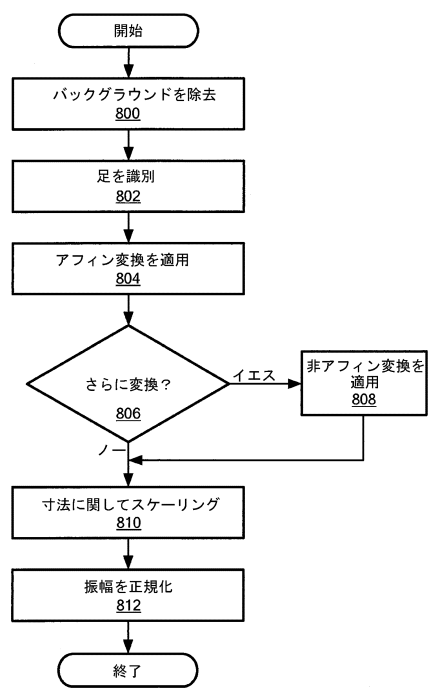 開始
バックグラウンドを除去
800
足を識別
802
アフィン変換を適用
804
さらに変換?
806
イエス
非アフィン変換を
適用
808
ノー
寸法に関してスケーリング
810
振幅を正規化
812
終了